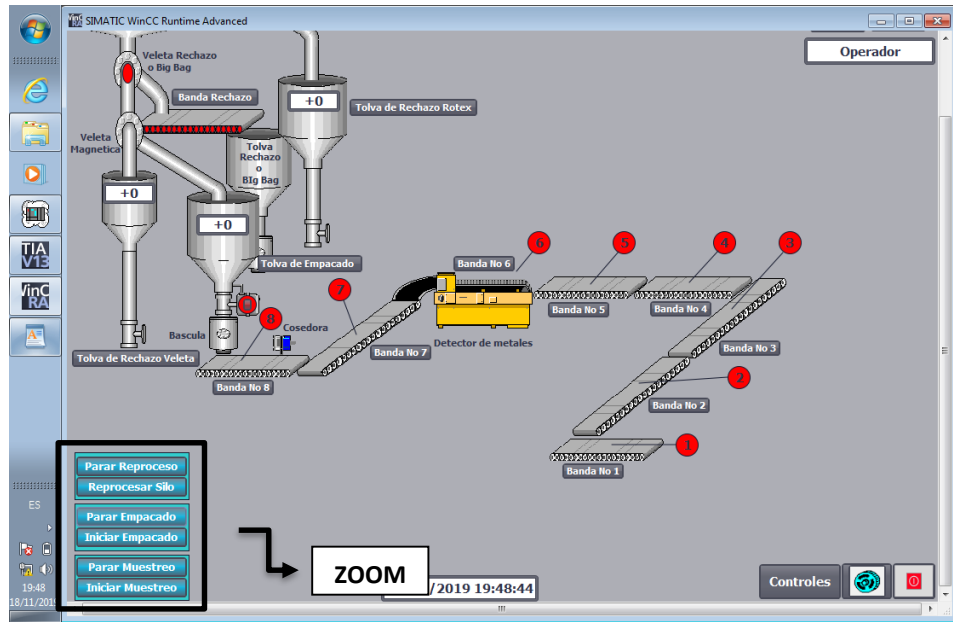 SIMATIC WinCC Runtime Advanced
Operador
Veleta Rechazo
o Big Bag
Banda Rechazo
+0
Tolva de Rechazo Rotex
Veleta
Magnetica
Tolva
Rechazo
o
BIg Bag
+0
+0
Tolva de Empacado
Banda No 6
6
5
4
3
7
8
Bascula
Cosedora
Banda No 5
Banda No 4
Detector de metales
Banda No 7
Banda No 3
Tolva de Rechazo Veleta
Banda No 8
2
Banda No 2
1
Banda No 1
Parar Reproceso
Reprocesar Silo
Parar Empacado
Iniciar Empacado
Parar Muestreo
Iniciar Muestreo
ZOOM
/2019 19:48:44
Controles
TIA
V13
RA
ES
19:48
18/11/201